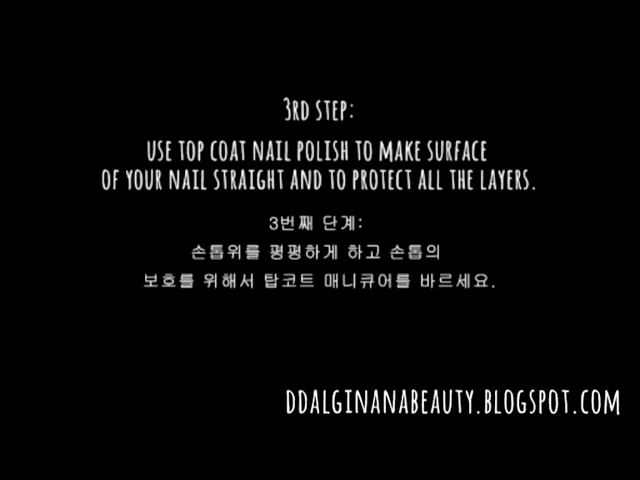 3RD STEP:
USE TOP COAT NAIL POLISH TO MAKE SURFACE
OF YOUR NAIL STRAIGHT AND TO PROTECT ALL THE LAYERS.
3번째 단계:
손톱위를 평평하게 하고 손톱의
보호를 위해서 탑코트 매니큐어를 바르세요.
DDALGINANABEAUTY.BLOGSPOT.COM